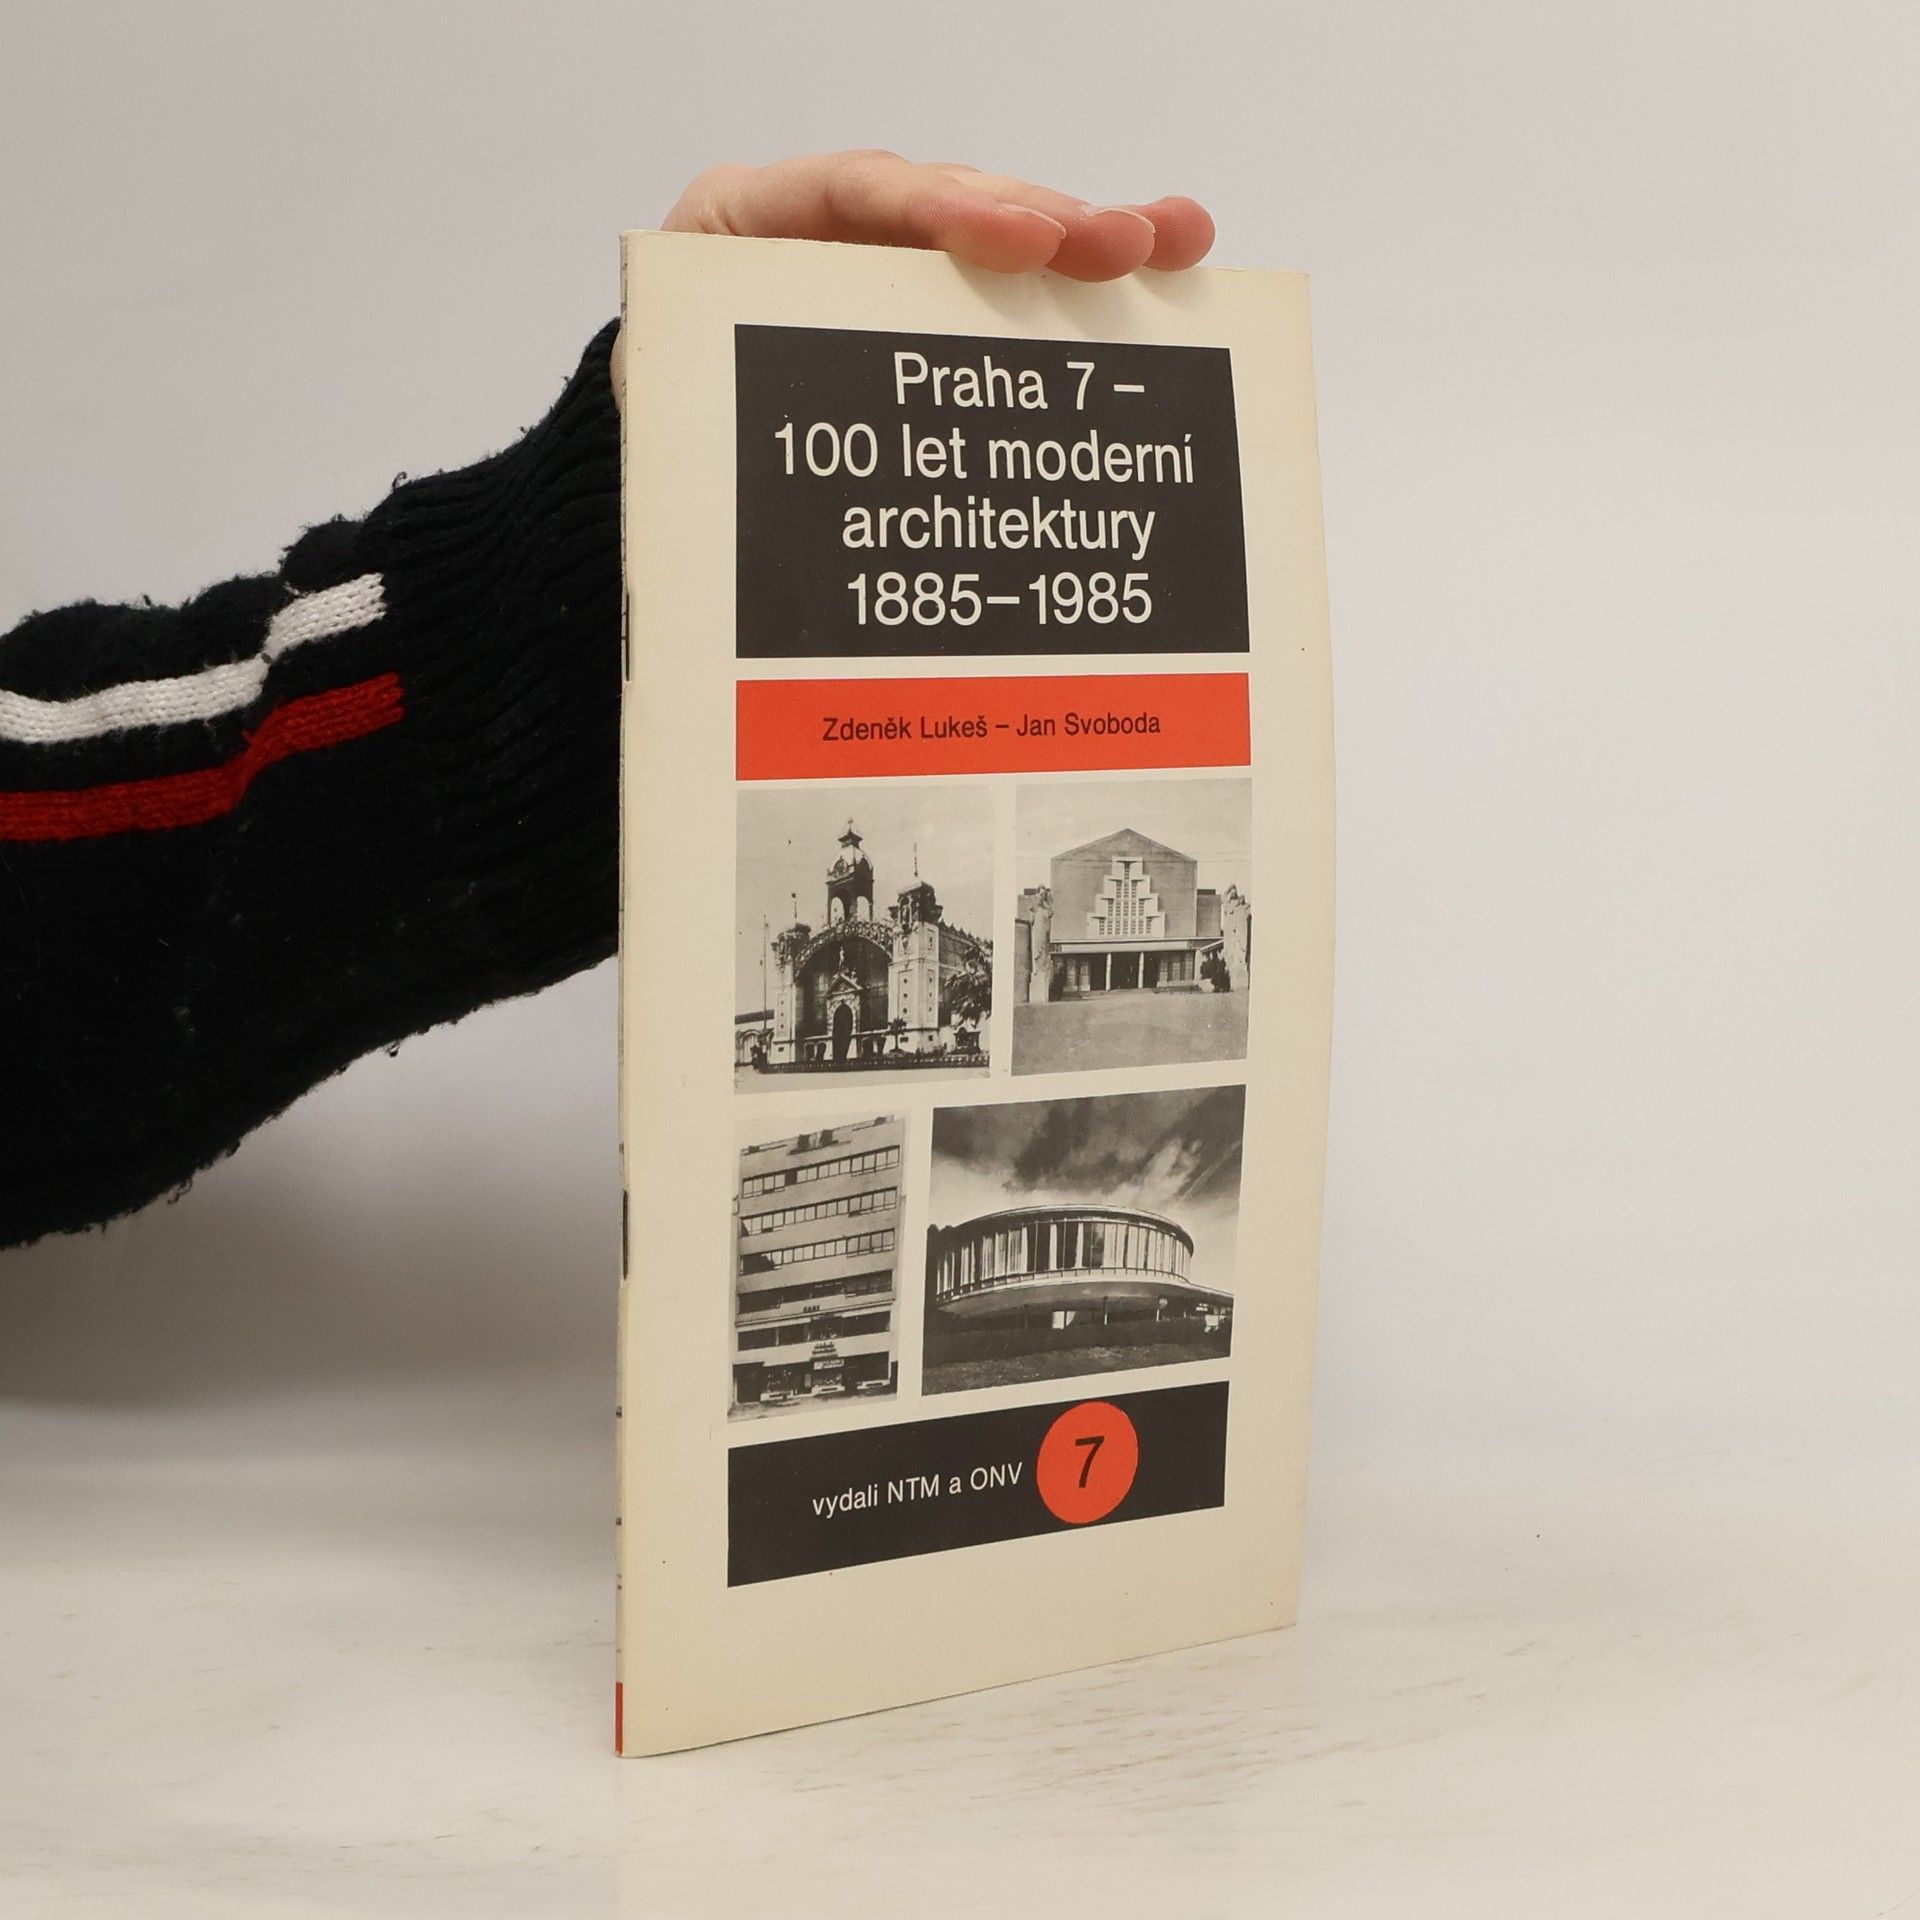 Praha 7 –
100 let moderní
architektury
1885–1985
Zdeněk Lukeš – Jan Svoboda
vydali NTM a ONV 7